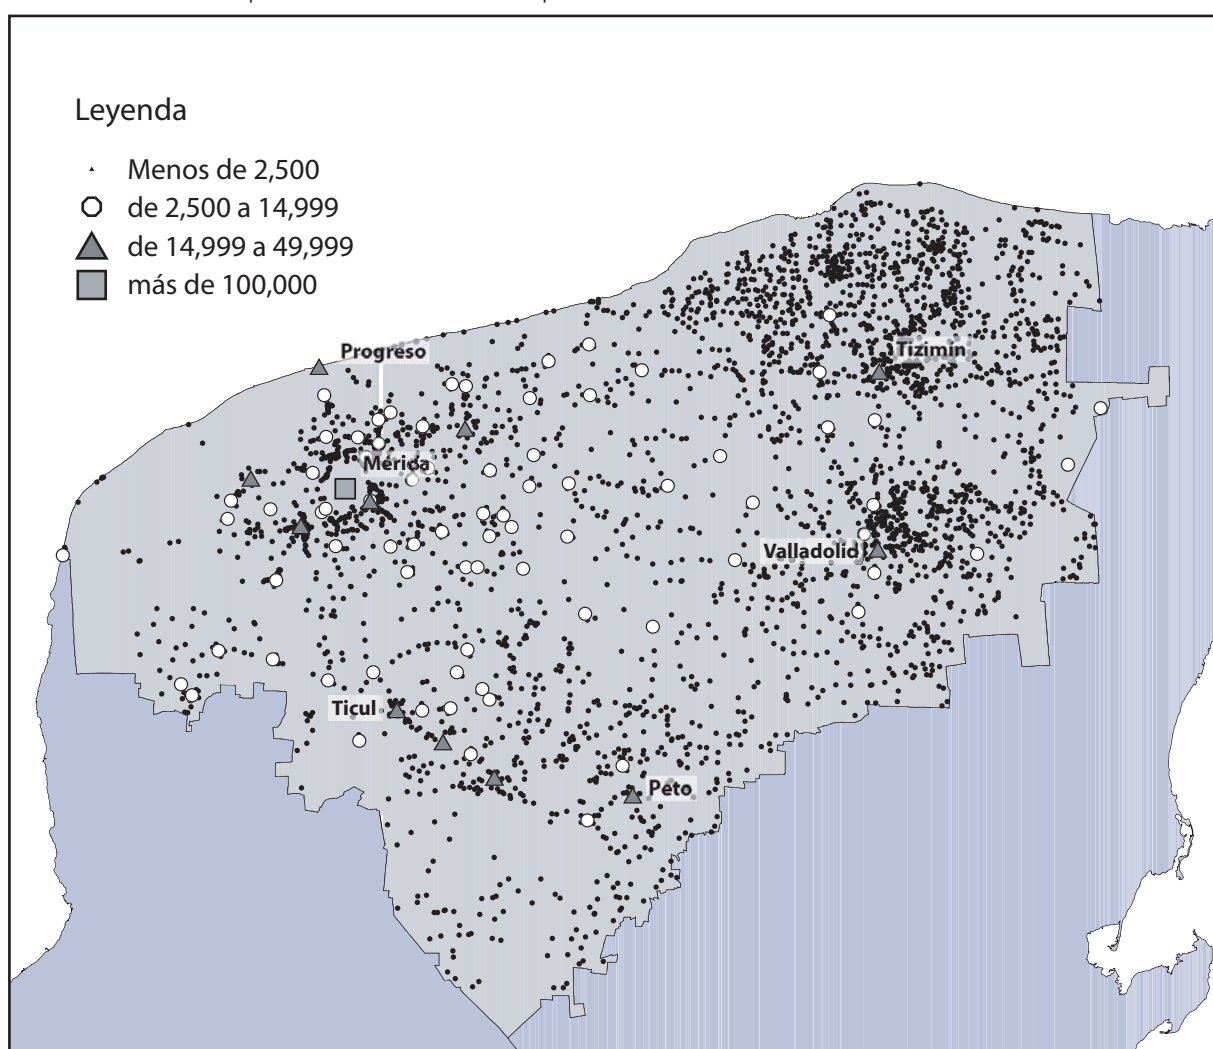 Leyenda
Menos de 2,500
de 2,500 a 14,999
de 14,999 a 49,999
más de 100,000
Progreso
Tizimín
Mérida
Valladolid
Ticul
Peto